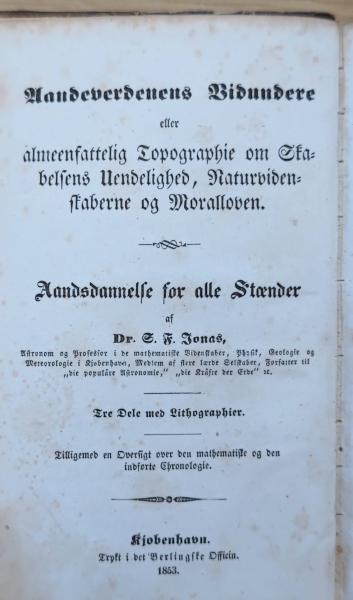 Aandeverdenens Vidundere
eller
almeenfattelig Topographie om Ska-
belsens Uendelighed, Naturviden-
skaberne og Moralloven.
Aandsdannelse for alle Stænder
af
Dr. S. F. Jonas,
Astronom og Professor i de mathematiske Videnskaber, Physik, Geologie og
Meteorologie i Kjøbenhavn, Medlem af flere lærde Selskaber, Forfatter til
„die populäre Astronomie,“ „die Kräfte der Erde“ ꝛc.
Tre Dele med Lithographier.
Tilligemed en Oversigt over den mathematiske og den
indførte Chronologie.
Kjøbenhavn.
Trykt i det Berlingske Officin.
1853.